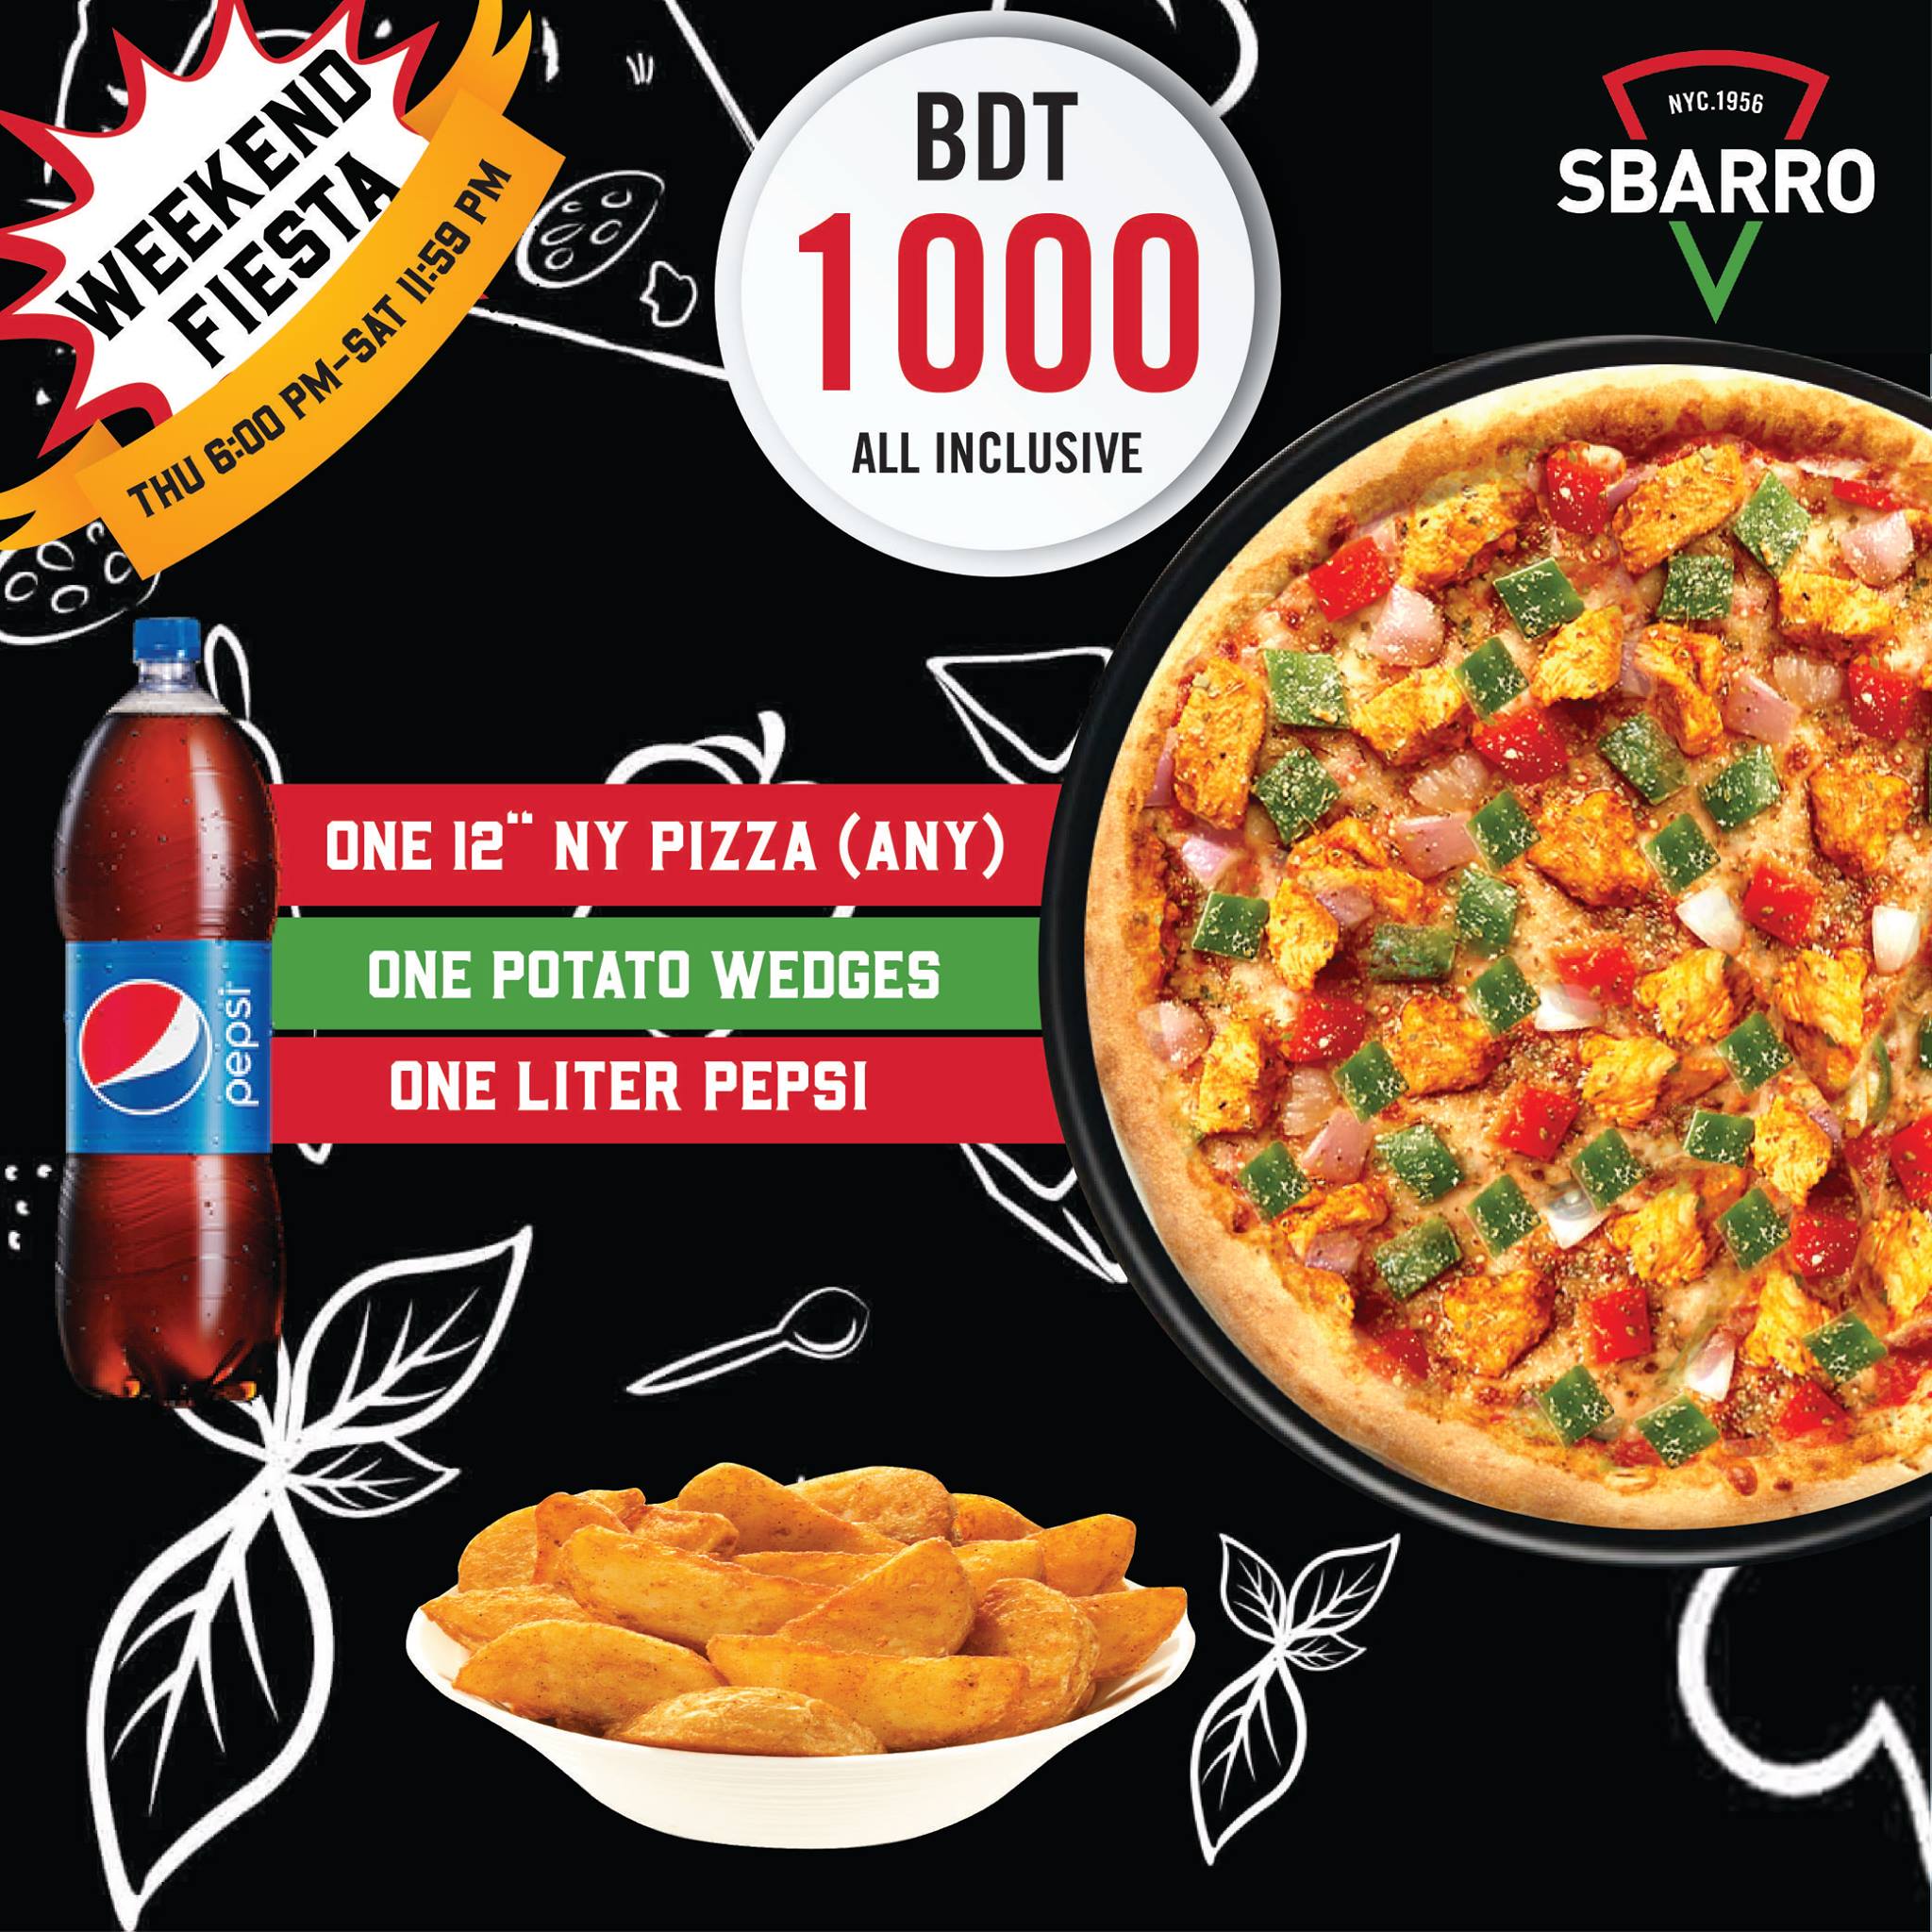 WEEKEND
FIESTA
THU 6:00 PM-SAT 11:59 PM
BDT
1000
ALL INCLUSIVE
NYC.1956
SBARRO
ONE 12“ NY PIZZA (ANY)
ONE POTATO WEDGES
ONE LITER PEPSI
pepsi